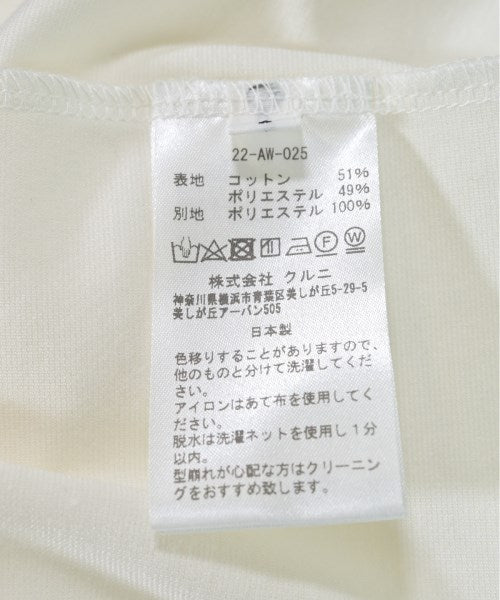 22-AW-025
表地 コットン 51%
ポリエステル 49%
別地 ポリエステル 100%
株式会社 クルニ
神奈川県横浜市青葉区美しが丘5-29-5
美しが丘アーバン505
日本製
色移りすることがありますので、
他のものと分けて洗濯してくだ
さい。
アイロンはあて布を使用してく
ださい。
脱水は洗濯ネットを使用し1分
以内。
型崩れが心配な方はクリーニン
グをおすすめ致します。